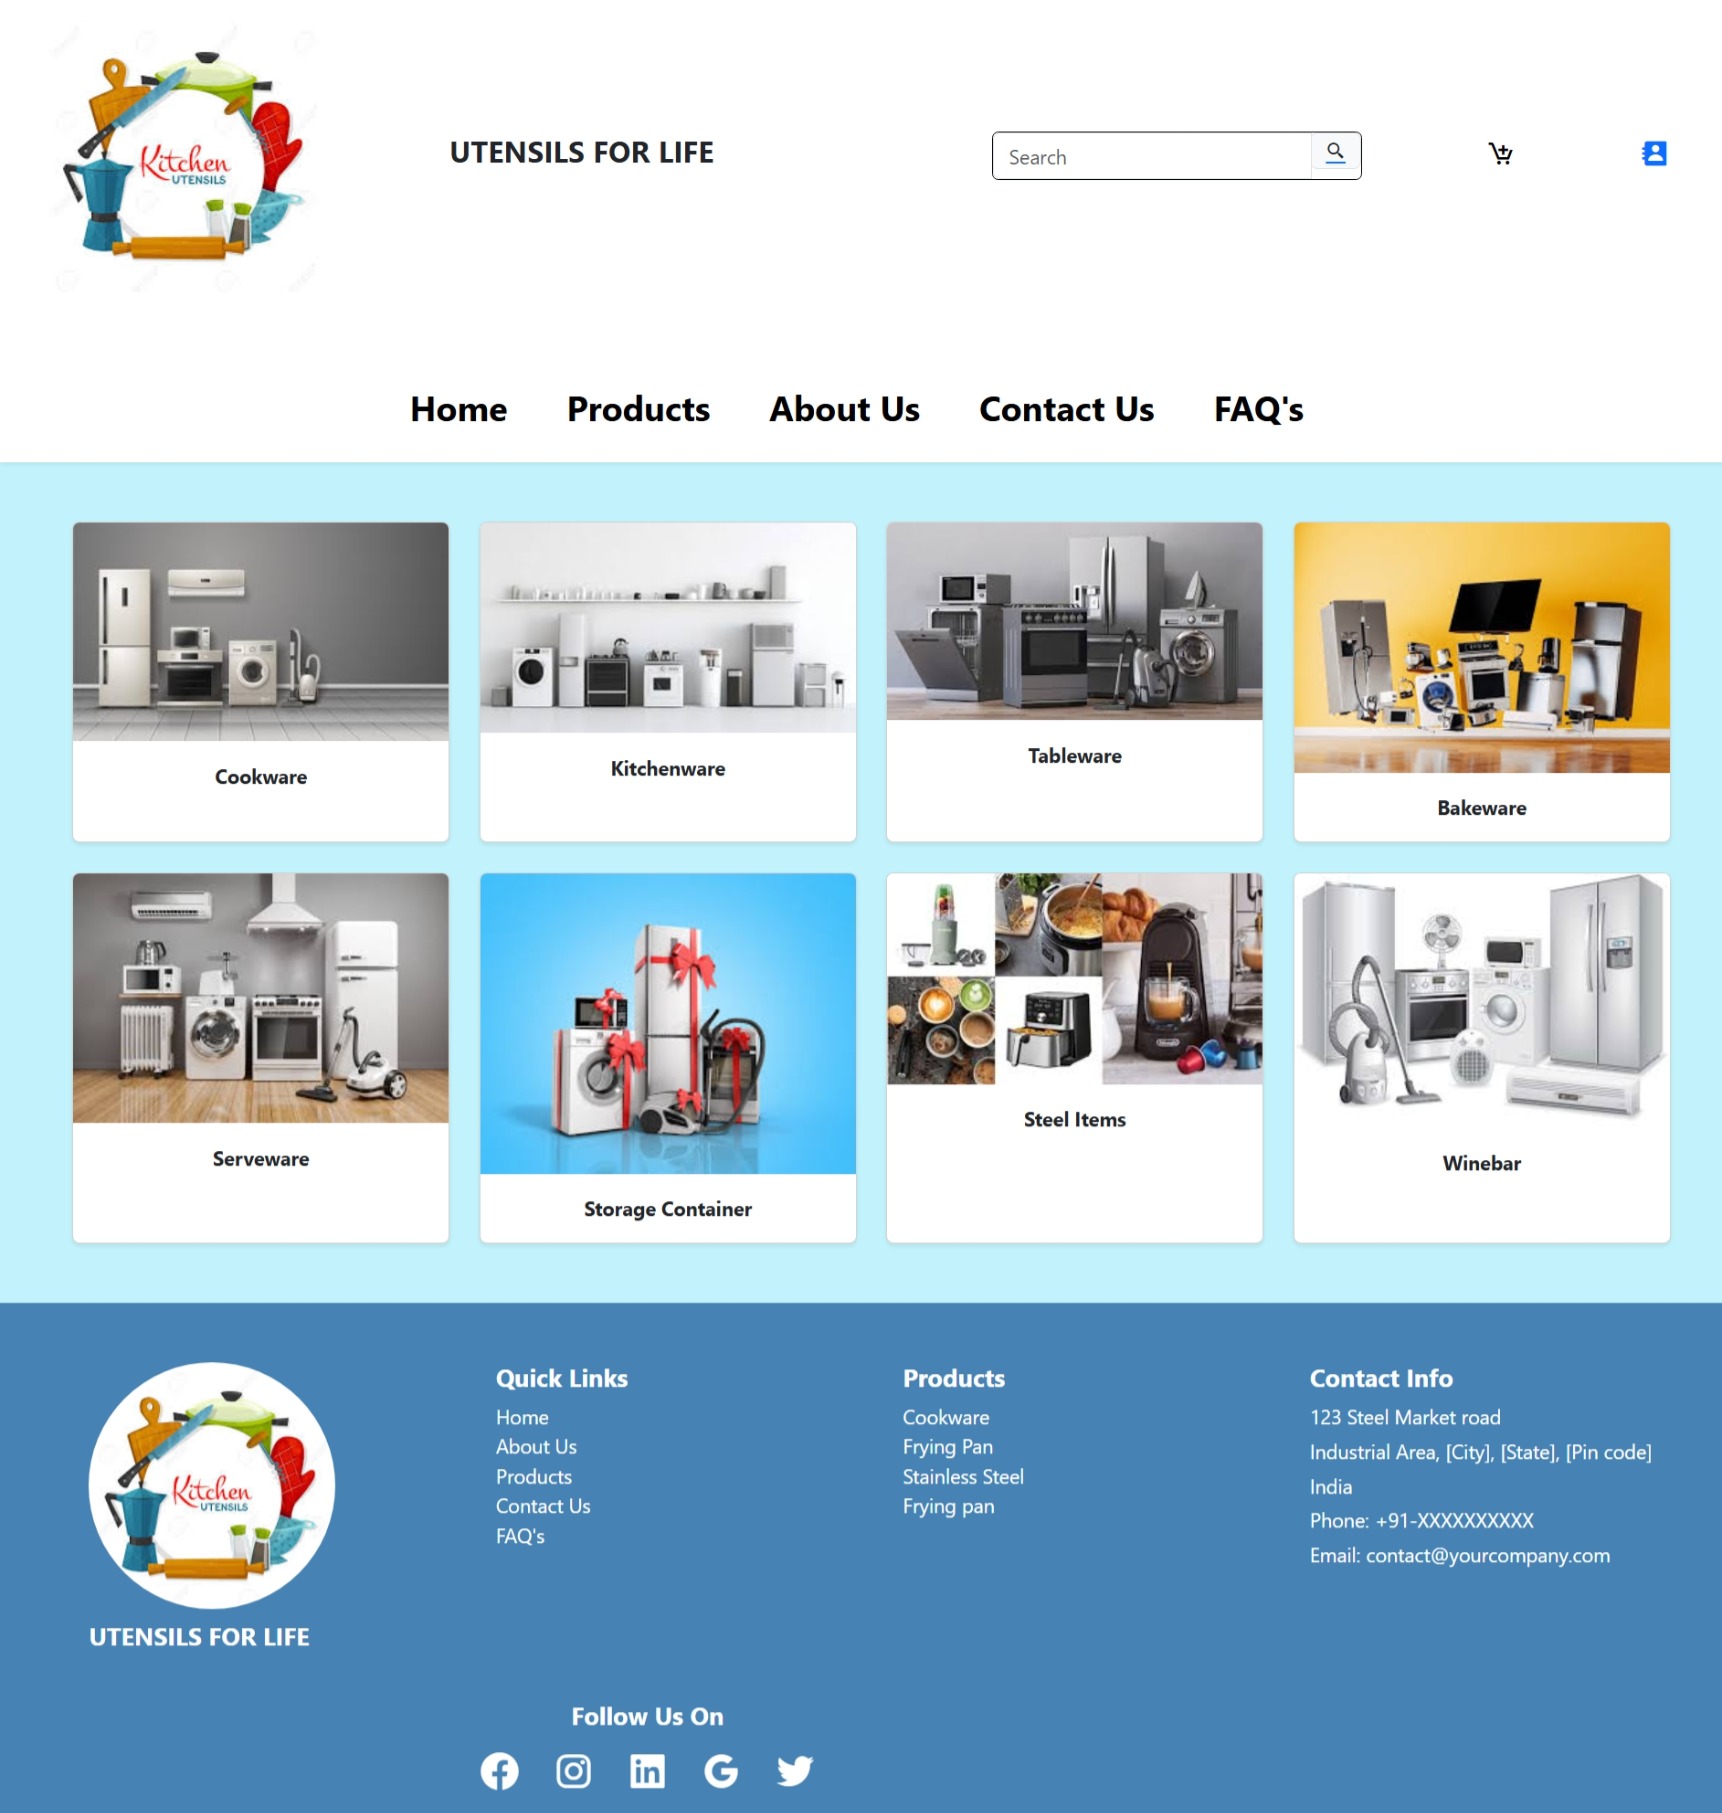 Kitchen
UTENSILS
UTENSILS FOR LIFE
Search
Home Products About Us Contact Us FAQ's
Cookware
Kitchenware
Tableware
Bakeware
Serveware
Storage Container
Steel Items
Winebar
Kitchen
UTENSILS
UTENSILS FOR LIFE
Quick Links
Home
About Us
Products
Contact Us
FAQ's
Products
Cookware
Frying Pan
Stainless Steel
Frying pan
Contact Info
123 Steel Market road
Industrial Area, [City], [State], [Pin code]
India
Phone: +91-XXXXXXXXXX
Email: contact@yourcompany.com
Follow Us On